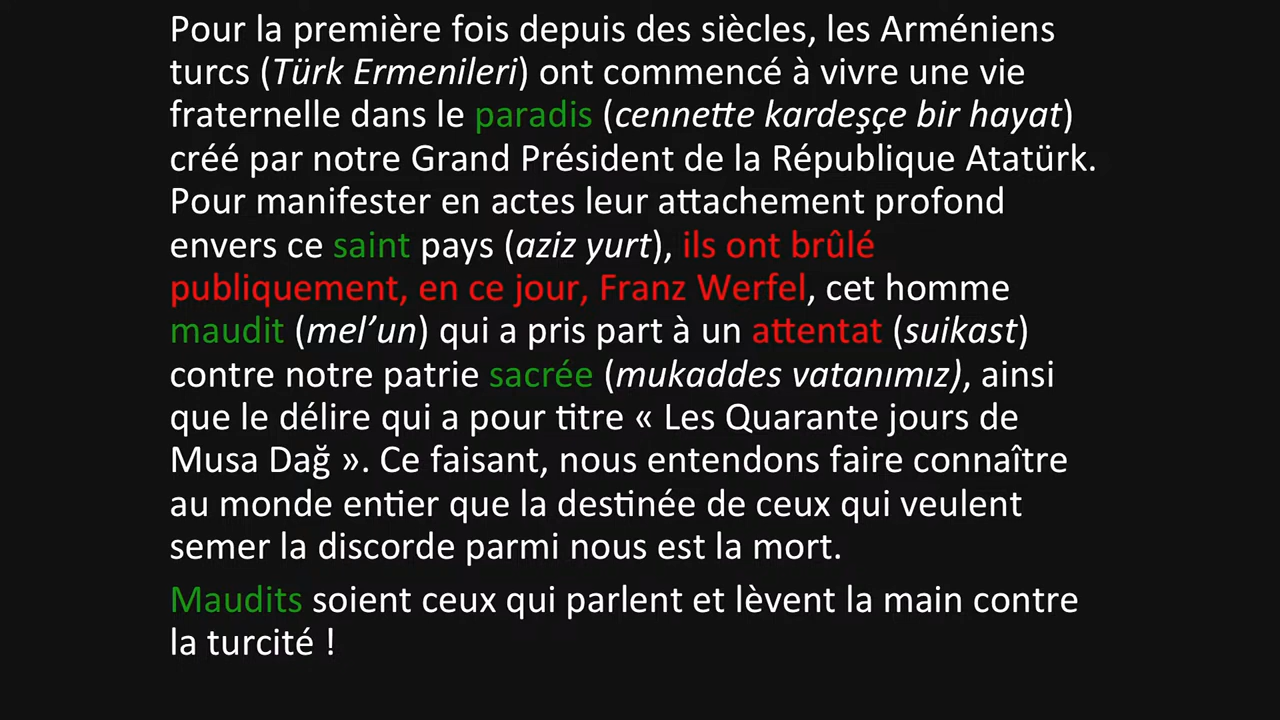 Pour la première fois depuis des siècles, les Arméniens
turcs (Türk Ermenileri) ont commencé à vivre une vie
fraternelle dans le paradis (cennette kardeşçe bir hayat)
créé par notre Grand Président de la République Atatürk.
Pour manifester en actes leur attachement profond
envers ce saint pays (aziz yurt), ils ont brûlé
publiquement, en ce jour, Franz Werfel, cet homme
maudit (mel’un) qui a pris part à un attentat (suikast)
contre notre patrie sacrée (mukaddes vatanımız), ainsi
que le délire qui a pour titre « Les Quarante jours de
Musa Dağ ». Ce faisant, nous entendons faire connaître
au monde entier que la destinée de ceux qui veulent
semer la discorde parmi nous est la mort.
Maudits soient ceux qui parlent et lèvent la main contre
la turcité !